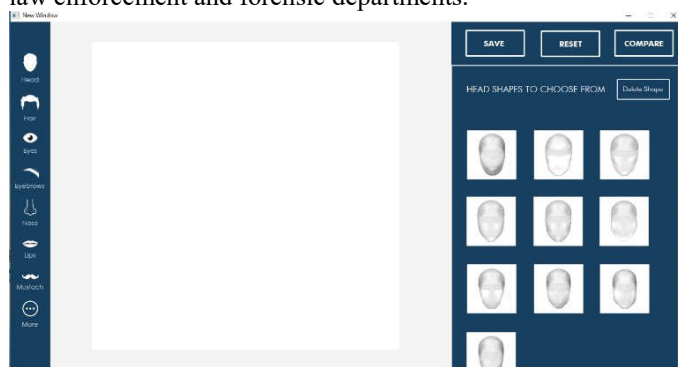 law enforcement and forensic departments.
New Window
SAVE
RESET
COMPARE
HEAD SHAPES TO CHOOSE FROM
Delete Shape
Head
Hair
Eyes
Eyebrows
Nose
Lips
Mustach
More